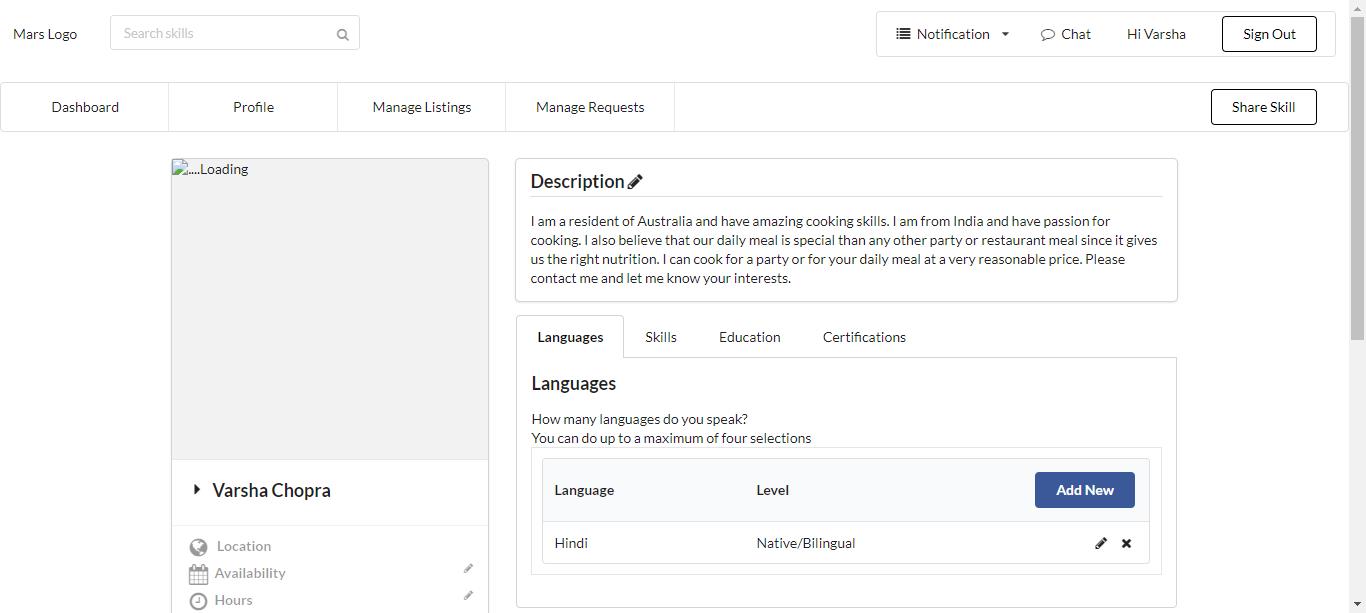 Mars Logo
Search skills
Notification
Chat
Hi Varsha
Sign Out
Dashboard
Profile
Manage Listings
Manage Requests
Share Skill
....Loading
Varsha Chopra
Location
Availability
Hours
Description
I am a resident of Australia and have amazing cooking skills. I am from India and have passion for
cooking. I also believe that our daily meal is special than any other party or restaurant meal since it gives
us the right nutrition. I can cook for a party or for your daily meal at a very reasonable price. Please
contact me and let me know your interests.
Languages
Skills
Education
Certifications
Languages
How many languages do you speak?
You can do up to a maximum of four selections
Language
Level
Add New
Hindi
Native/Bilingual